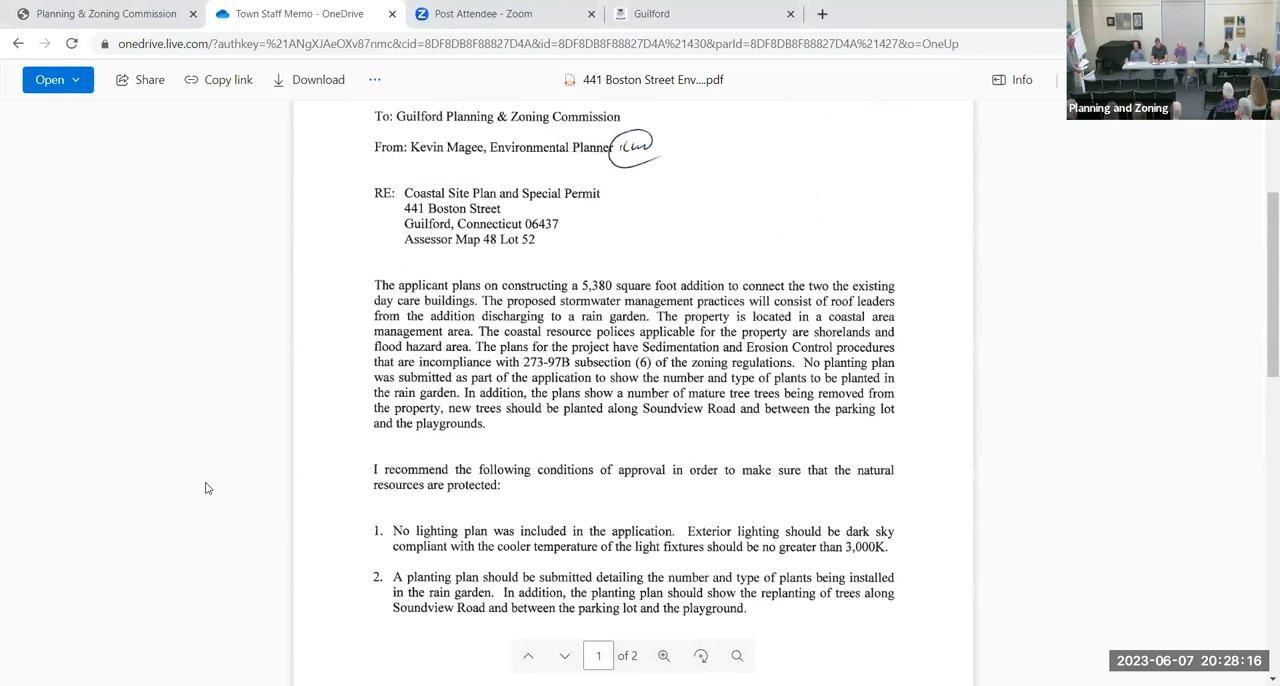 Planning & Zoning Commission
Town Staff Memo - OneDrive
Post Attendee - Zoom
Guilford
onedrive.live.com/?authkey=%21ANgXJAeOXv87nmc&cid=8DF8DB8F88827D4A&id=8DF8DB8F88827D4A%21430&parId=8DF8DB8F88827D4A%21427&o=OneUp
Open
Share
Copy link
Download
441 Boston Street Env....pdf
Info
Planning and Zoning
To: Guilford Planning & Zoning Commission
From: Kevin Magee, Environmental Planner
RE: Coastal Site Plan and Special Permit
441 Boston Street
Guilford, Connecticut 06437
Assessor Map 48 Lot 52
The applicant plans on constructing a 5,380 square foot addition to connect the two the existing
day care buildings. The proposed stormwater management practices will consist of roof leaders
from the addition discharging to a rain garden. The property is located in a coastal area
management area. The coastal resource polices applicable for the property are shorelands and
flood hazard area. The plans for the project have Sedimentation and Erosion Control procedures
that are incompliance with 273-97B subsection (6) of the zoning regulations. No planting plan
was submitted as part of the application to show the number and type of plants to be planted in
the rain garden. In addition, the plans show a number of mature tree trees being removed from
the property, new trees should be planted along Soundview Road and between the parking lot
and the playgrounds.
I recommend the following conditions of approval in order to make sure that the natural
resources are protected:
1. No lighting plan was included in the application. Exterior lighting should be dark sky
compliant with the cooler temperature of the light fixtures should be no greater than 3,000K.
2. A planting plan should be submitted detailing the number and type of plants being installed
in the rain garden. In addition, the planting plan should show the replanting of trees along
Soundview Road and between the parking lot and the playground.
1 of 2
2023-06-07 20:28:16